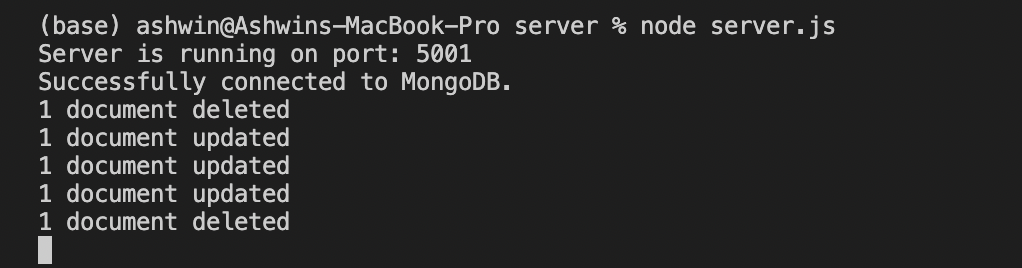 (base) ashwin@Ashwins-MacBook-Pro server % node server.js
Server is running on port: 5001
Successfully connected to MongoDB.
1 document deleted
1 document updated
1 document updated
1 document updated
1 document deleted